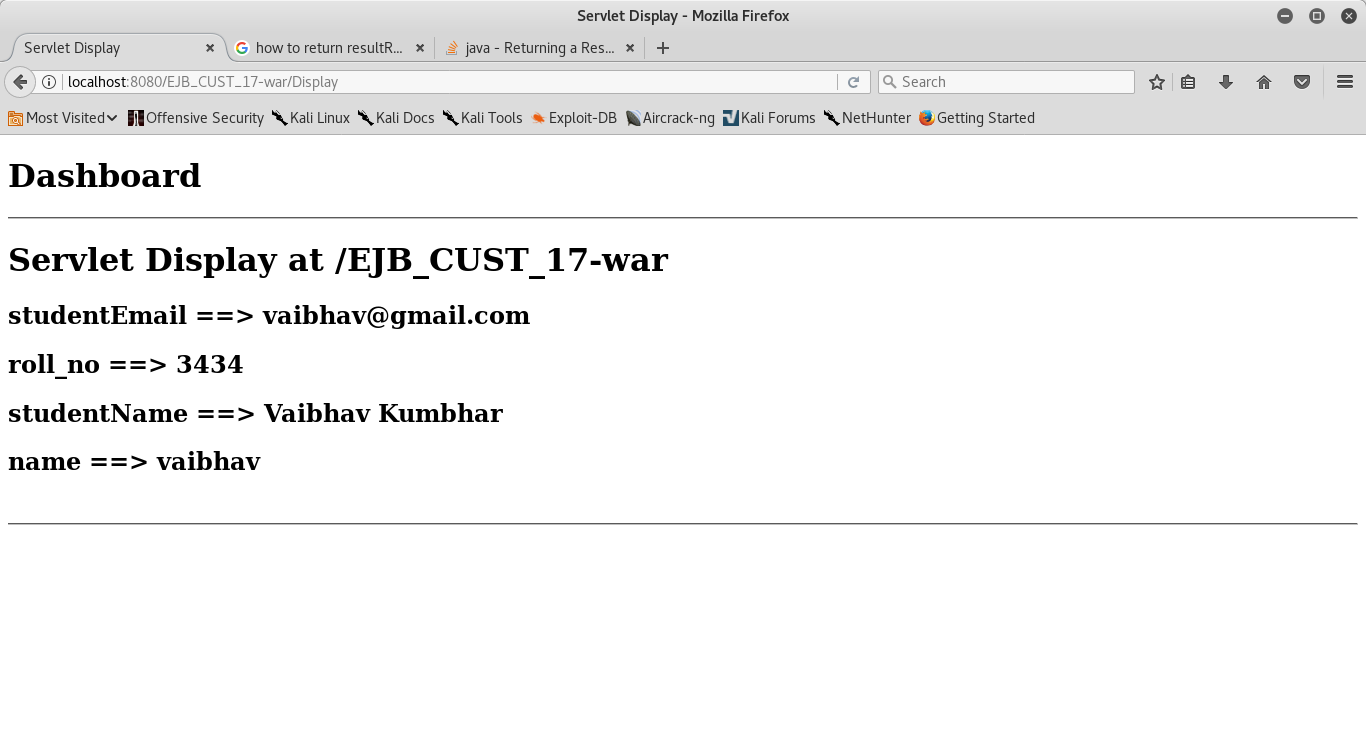 Servlet Display - Mozilla Firefox
Servlet Display how to return resultR... java - Returning a Res...
localhost:8080/EJB_CUST_17-war/Display Search
Most Visited Offensive Security Kali Linux Kali Docs Kali Tools Exploit-DB Aircrack-ng Kali Forums NetHunter Getting Started
Dashboard
Servlet Display at /EJB_CUST_17-war
studentEmail ==> vaibhav@gmail.com
roll_no ==> 3434
studentName ==> Vaibhav Kumbhar
name ==> vaibhav